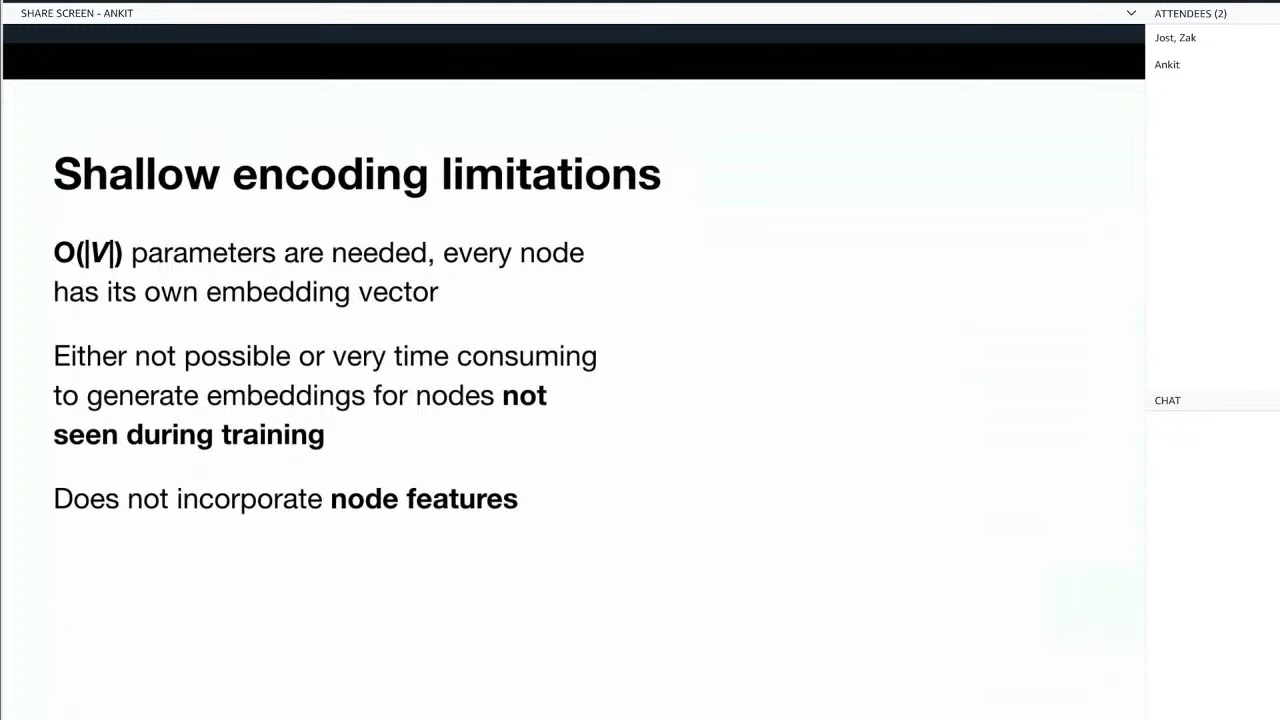 SHARE SCREEN - ANKIT
ATTENDEES (2)
Jost, Zak
Ankit
Shallow encoding limitations
O(|V|) parameters are needed, every node
has its own embedding vector
Either not possible or very time consuming
to generate embeddings for nodes not
seen during training
Does not incorporate node features
CHAT